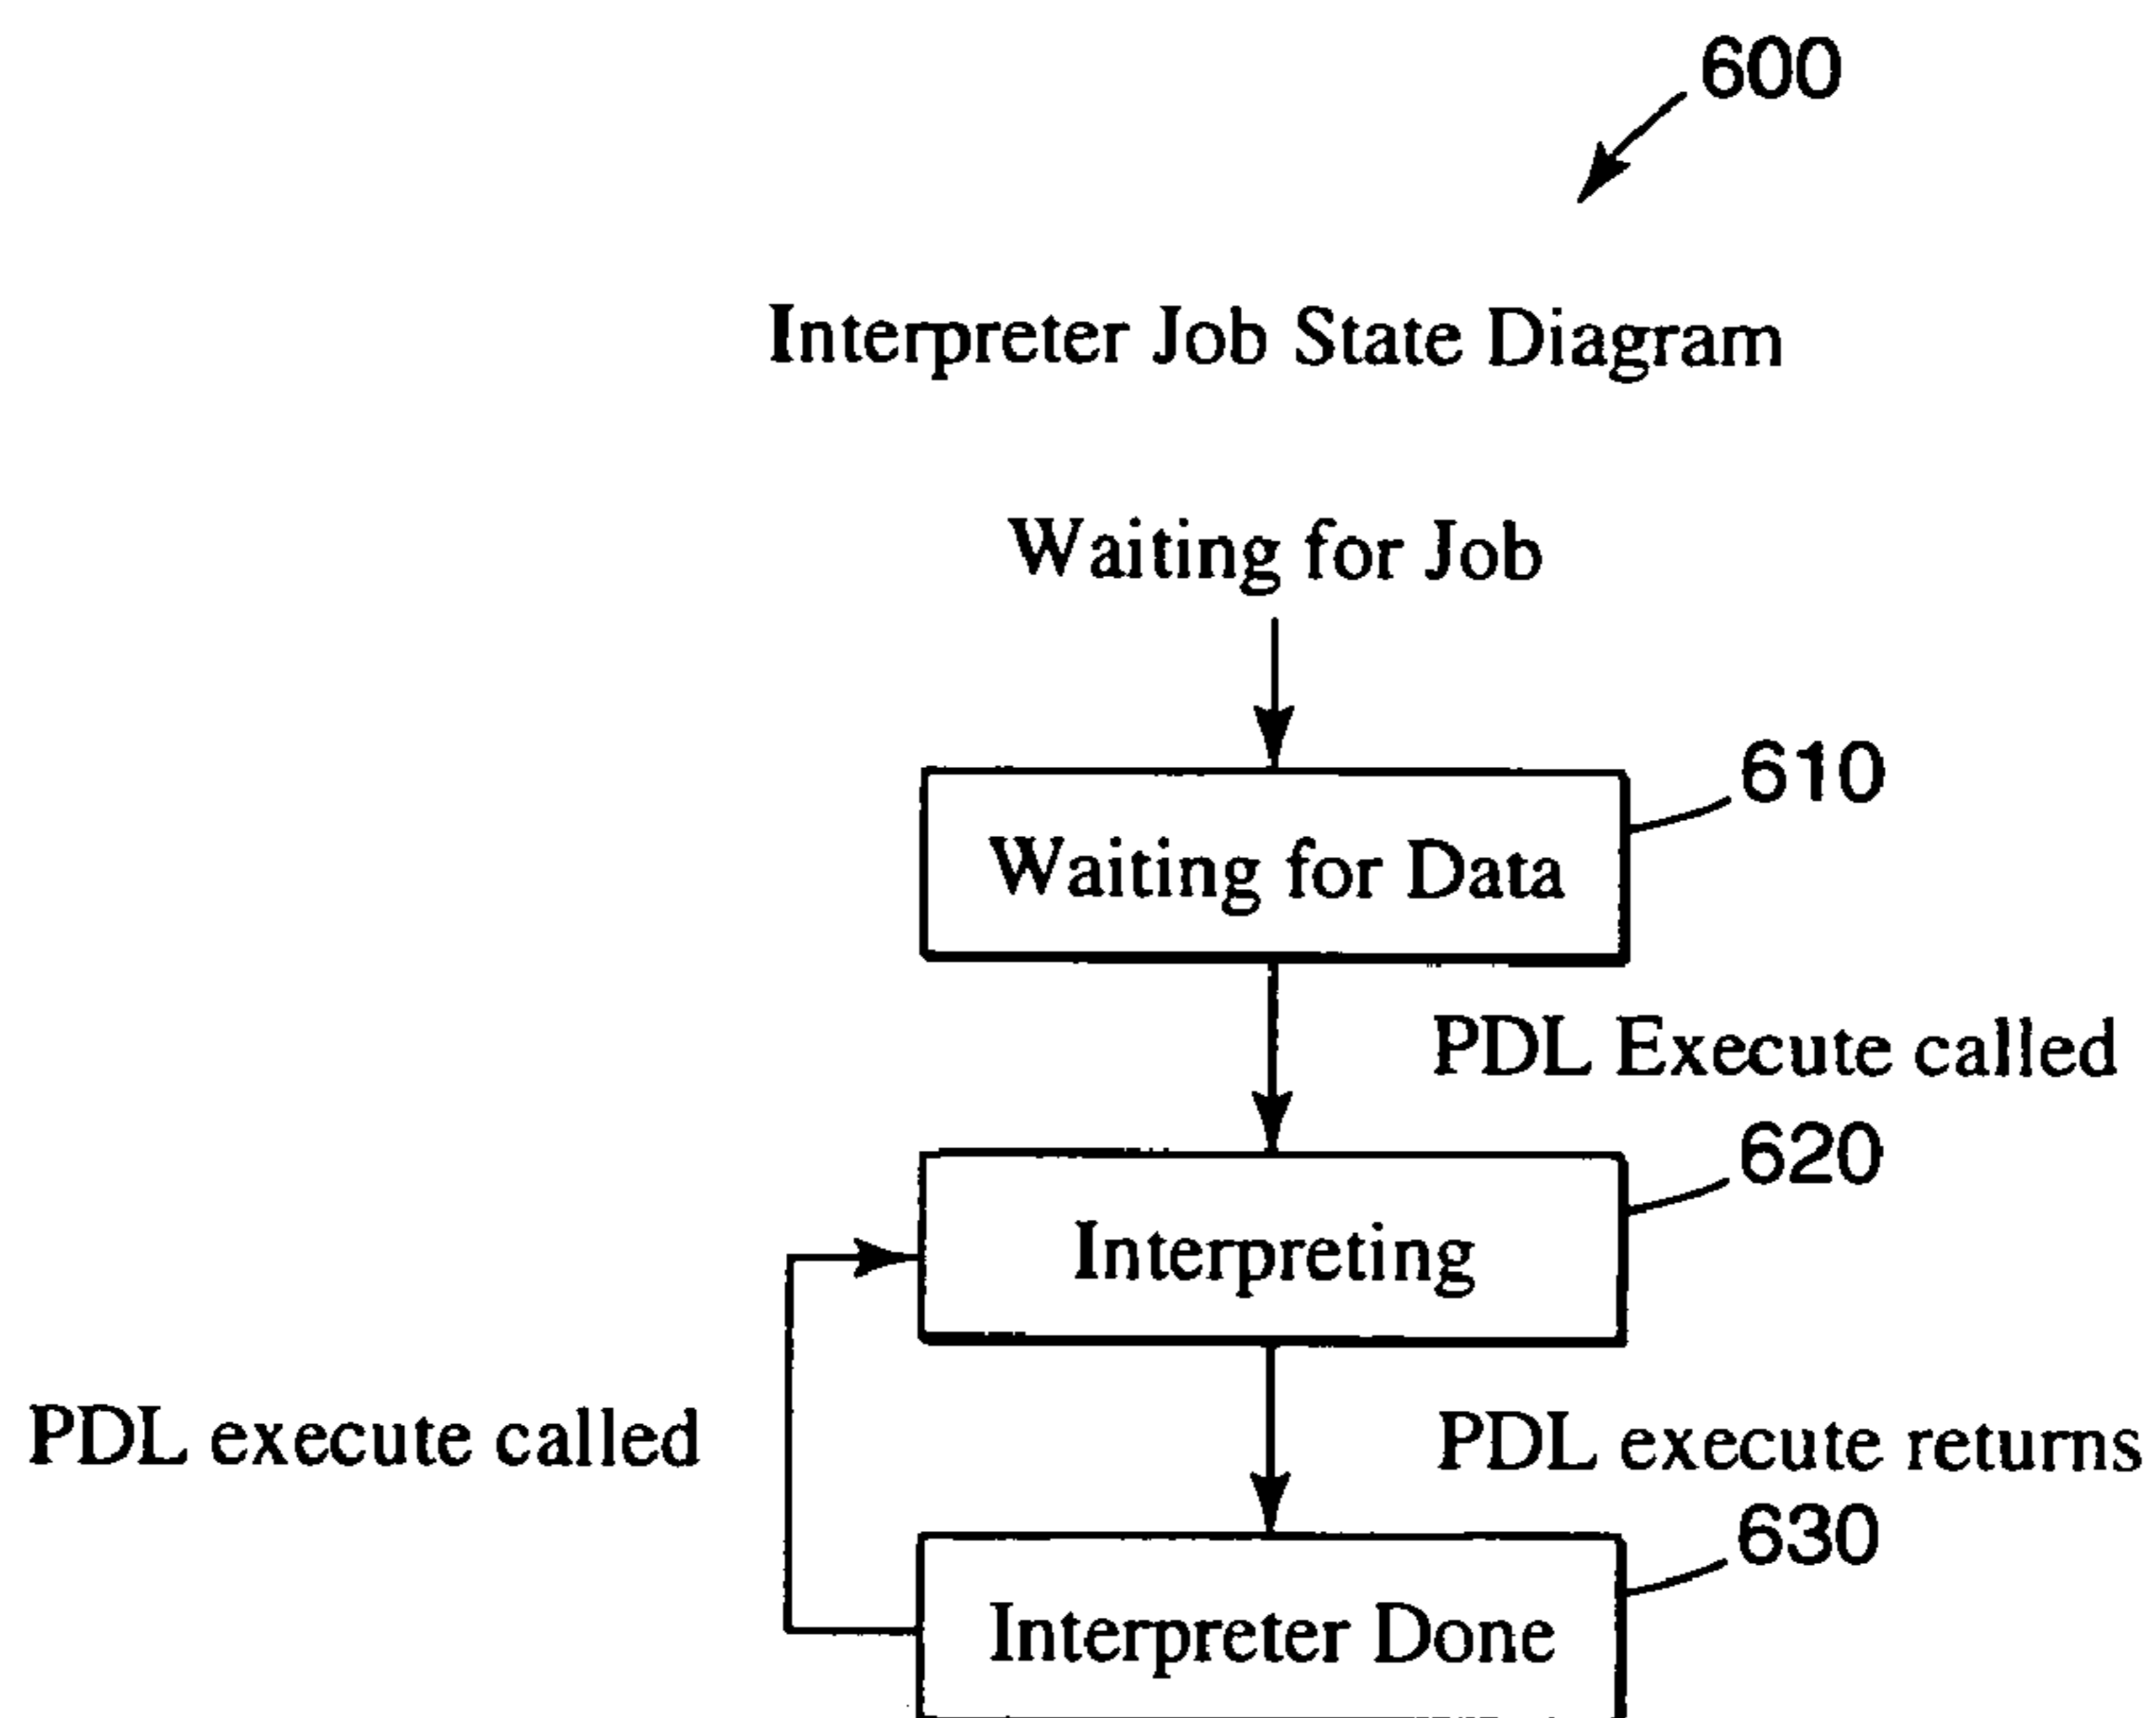 600
Interpreter Job State Diagram
Waiting for Job
610
Waiting for Data
PDL Execute called
620
Interpreting
PDL execute called
PDL execute returns
630
Interpreter Done